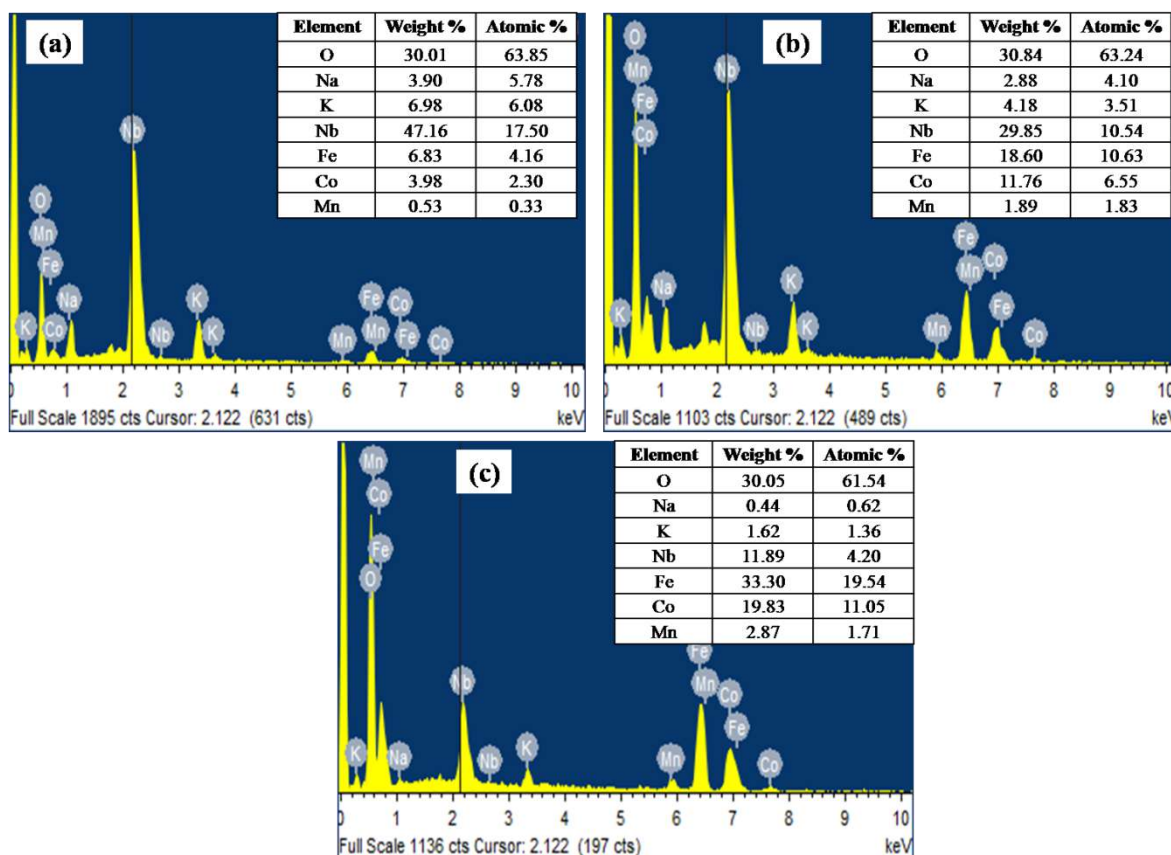 (a)
Element Weight % Atomic %
O 30.01 63.85
Na 3.90 5.78
K 6.98 6.08
Nb 47.16 17.50
Fe 6.83 4.16
Co 3.98 2.30
Mn 0.53 0.33
Nb
O
Mn
Fe
Na
K
Co
Nb
K
K
Mn
Fe
Mn
Co
Fe
Co
0 1 2 3 4 5 6 7 8 9 10
Full Scale 1895 cts Cursor: 2.122 (631 cts) keV
(b)
Element Weight % Atomic %
O 30.84 63.24
Na 2.88 4.10
K 4.18 3.51
Nb 29.85 10.54
Fe 18.60 10.63
Co 11.76 6.55
Mn 1.89 1.83
O
Mn
Fe
Co
Nb
K
Na
Nb
K
K
Mn
Fe
Mn
Co
Fe
Co
0 1 2 3 4 5 6 7 8 9 10
Full Scale 1103 cts Cursor: 2.122 (489 cts) keV
(c)
Element Weight % Atomic %
O 30.05 61.54
Na 0.44 0.62
K 1.62 1.36
Nb 11.89 4.20
Fe 33.30 19.54
Co 19.83 11.05
Mn 2.87 1.71
Mn
Co
Fe
O
K
Na
Nb
Nb
K
Mn
Fe
Mn
Co
Fe
Co
0 1 2 3 4 5 6 7 8 9 10
Full Scale 1136 cts Cursor: 2.122 (197 cts) keV